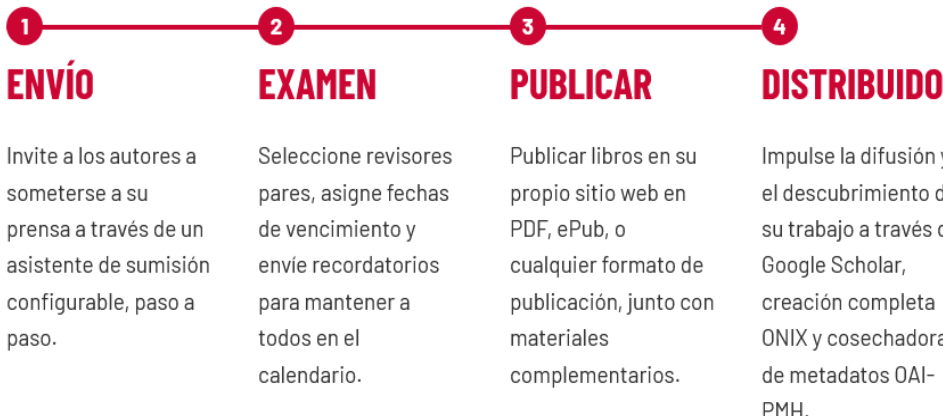 1
ENVÍO
Invite a los autores a
someterse a su
prensa a través de un
asistente de sumisión
configurable, paso a
paso.
2
EXAMEN
Seleccione revisores
pares, asigne fechas
de vencimiento y
envíe recordatorios
para mantener a
todos en el
calendario.
3
PUBLICAR
Publicar libros en su
propio sitio web en
PDF, ePub, o
cualquier formato de
publicación, junto con
materiales
complementarios.
4
DISTRIBUIDO
Impulse la difusión y
el descubrimiento
su trabajo a través
Google Scholar,
creación completa
ONIX y cosechadora
de metadatos OAI-
PMH.